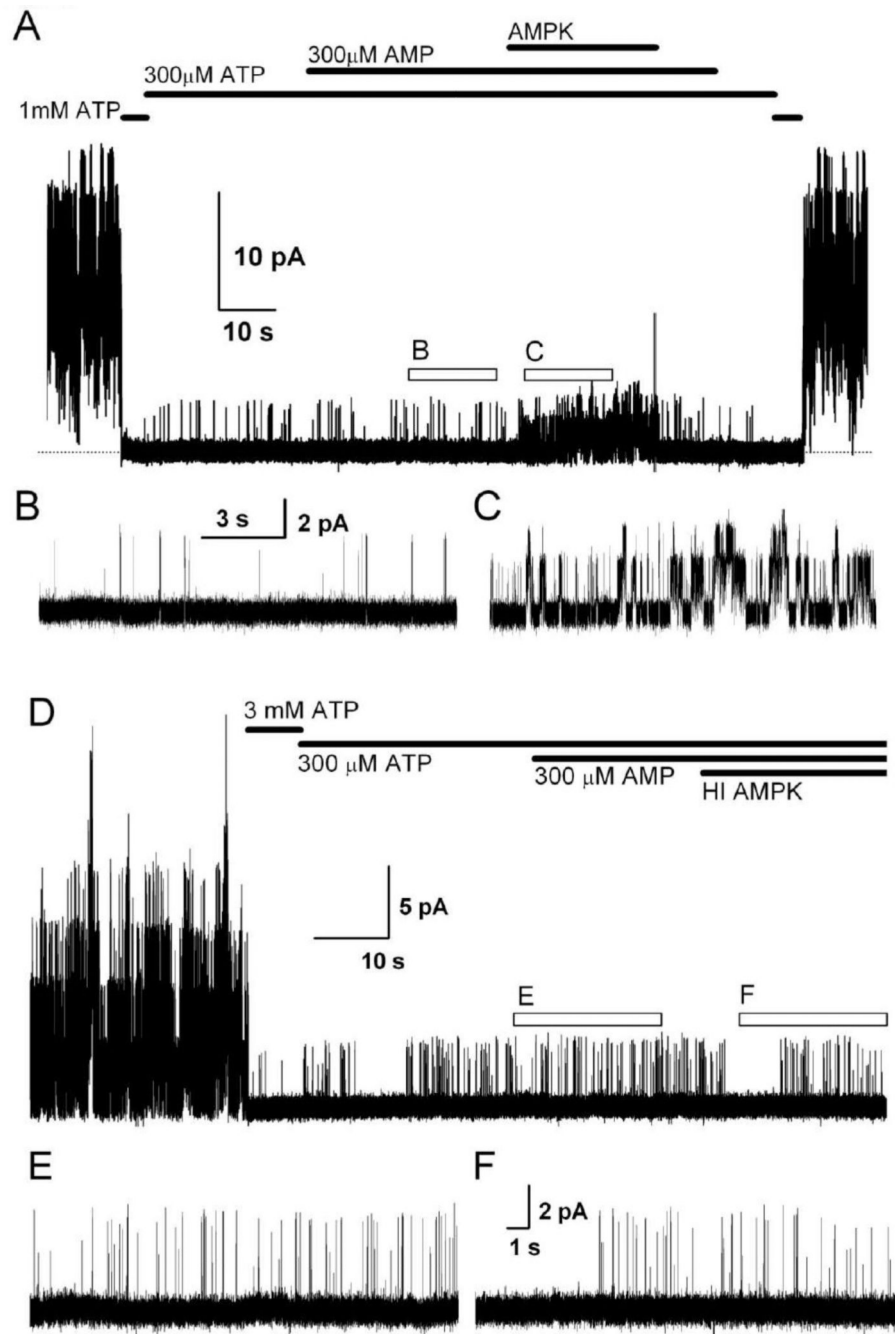 A
AMPK
300µM AMP
300µM ATP
1mM ATP
10 pA
10 s
B
C
B
3 s
2 pA
C
D
3 mM ATP
300 µM ATP
300 µM AMP
HI AMPK
5 pA
10 s
E
F
E
F
2 pA
1 s